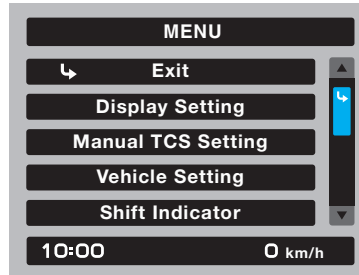 MENU
Exit
Display Setting
Manual TCS Setting
Vehicle Setting
Shift Indicator
10:00 0 km/h